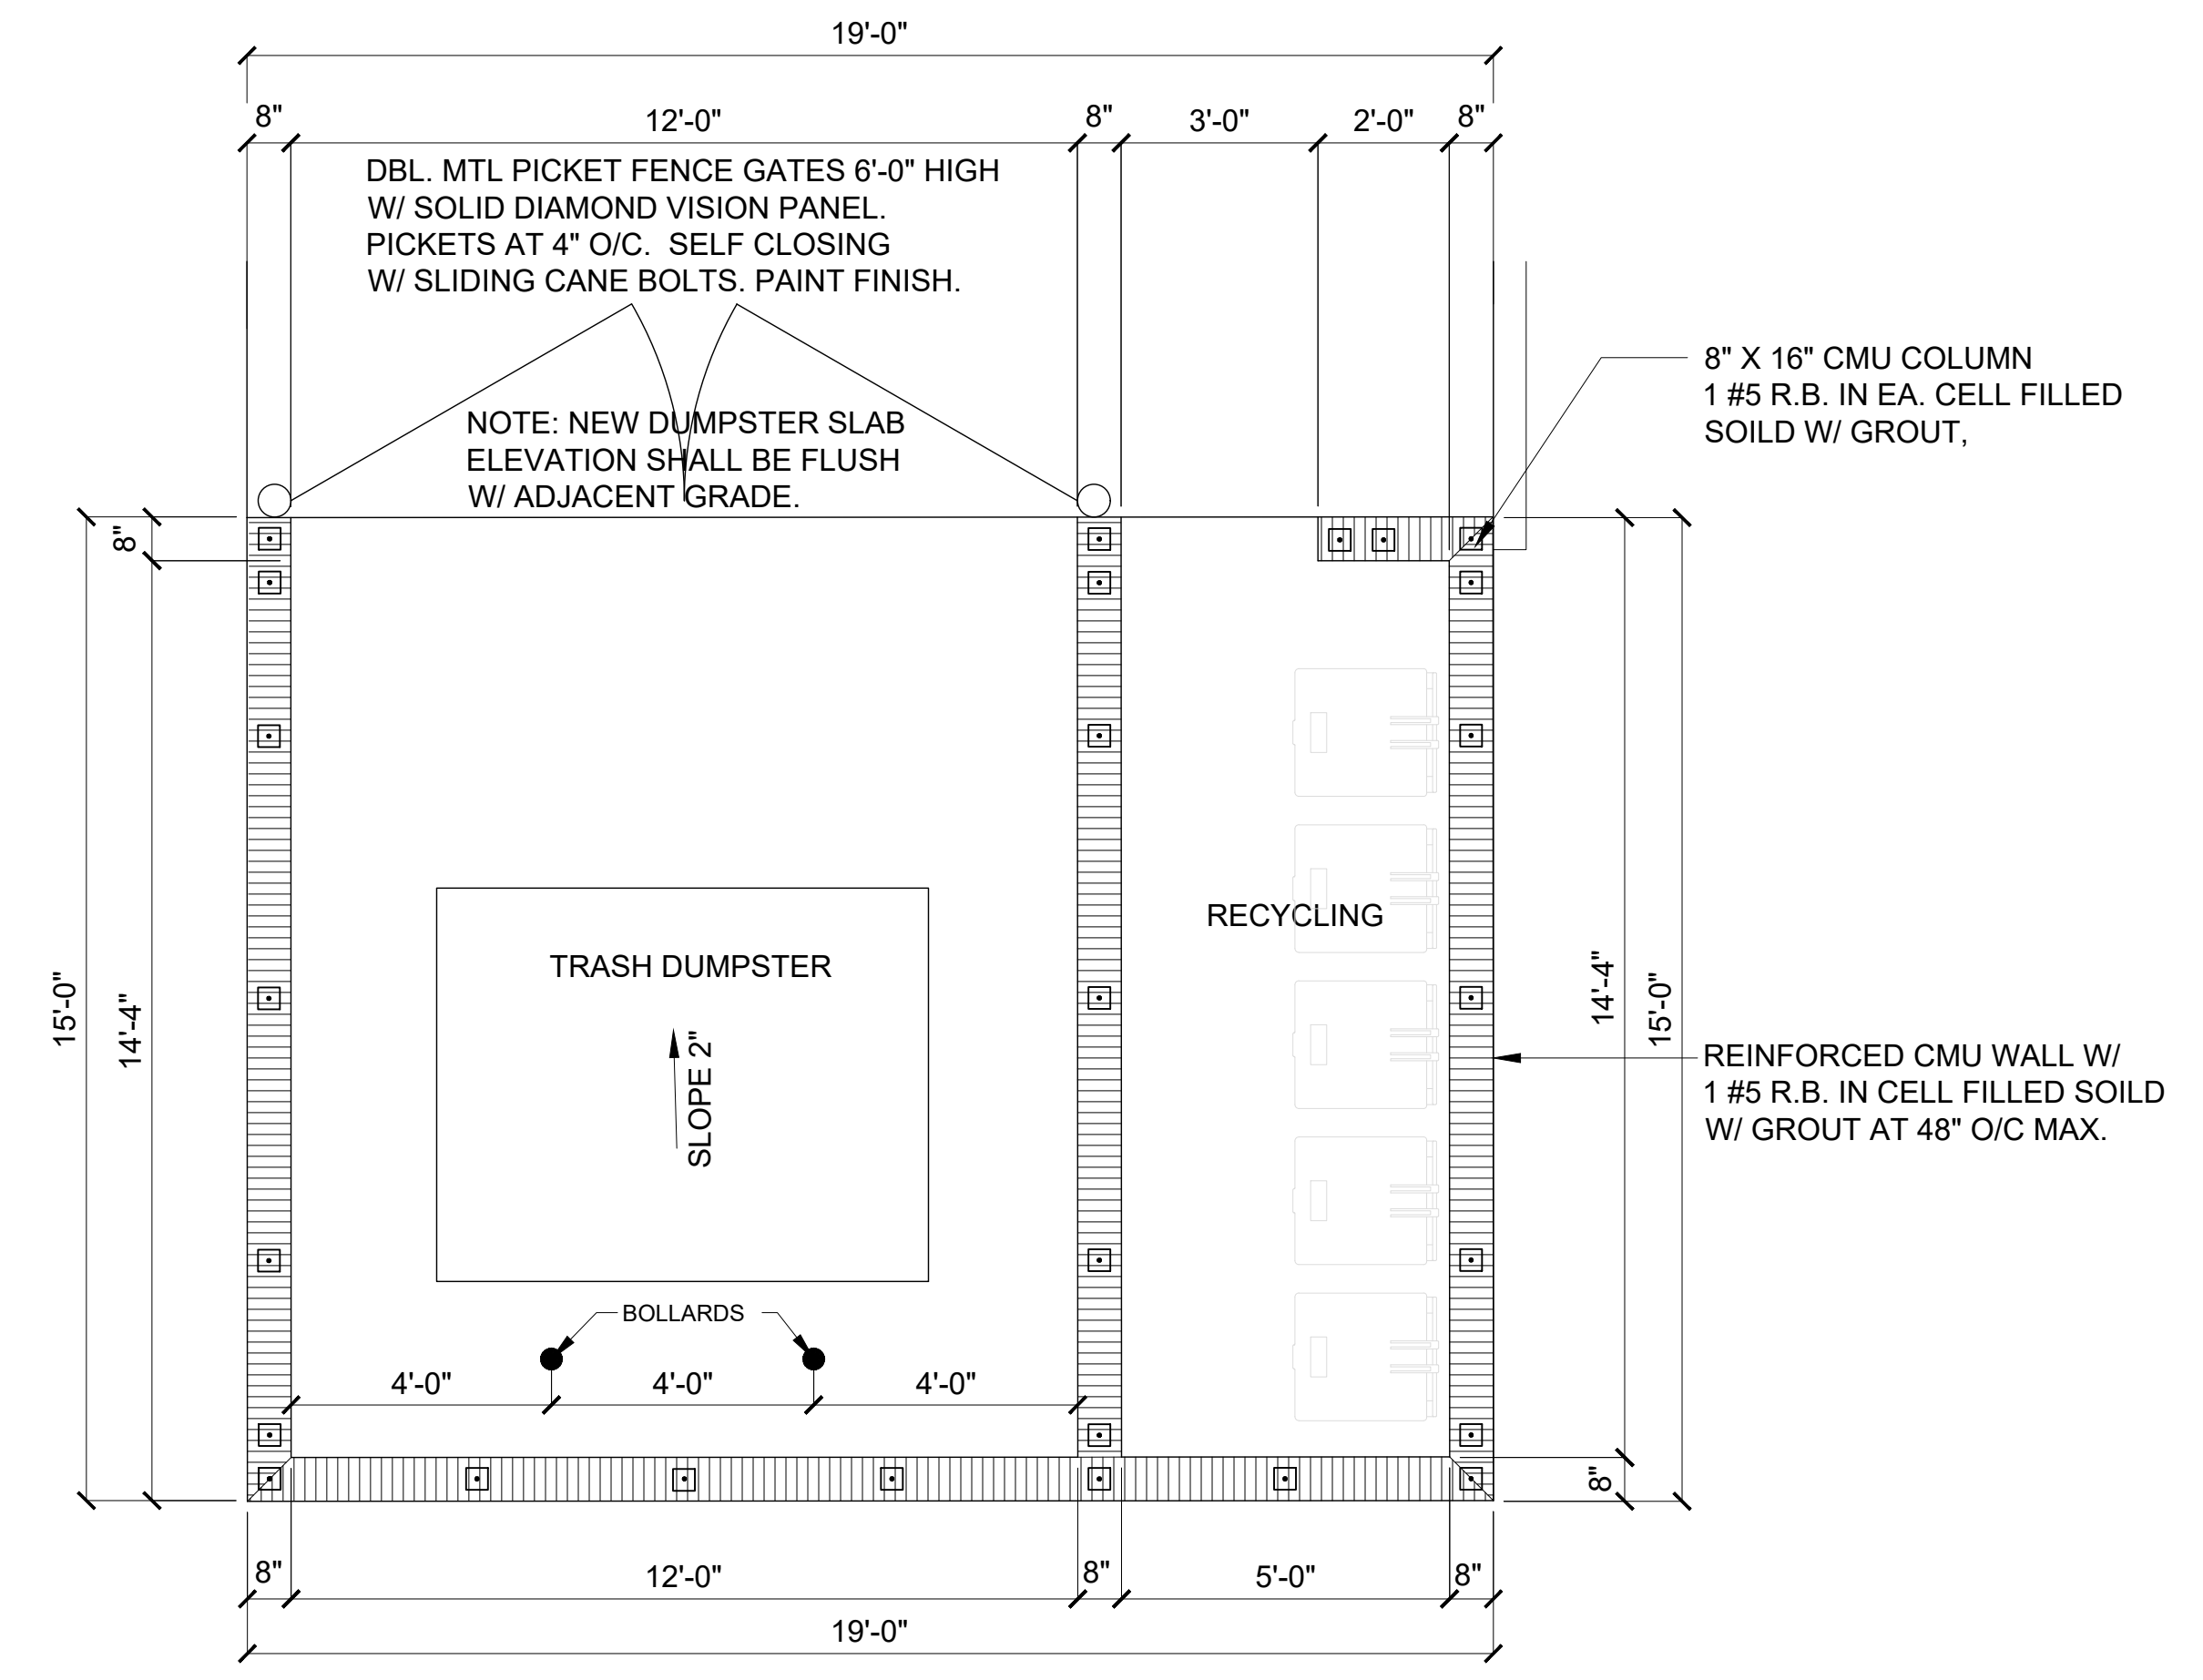 19'-0"
8"
12'-0"
8"
3'-0"
2'-0"
8"
DBL. MTL PICKET FENCE GATES 6'-0" HIGH
W/ SOLID DIAMOND VISION PANEL.
PICKETS AT 4" O/C.  SELF CLOSING
W/ SLIDING CANE BOLTS. PAINT FINISH.
8" X 16" CMU COLUMN
1 #5 R.B. IN EA. CELL FILLED
SOILD W/ GROUT,
NOTE: NEW DUMPSTER SLAB
ELEVATION SHALL BE FLUSH
W/ ADJACENT GRADE.
8"
15'-0"
14'-4"
TRASH DUMPSTER
SLOPE 2"
RECYCLING
14'-4"
15'-0"
REINFORCED CMU WALL W/
1 #5 R.B. IN CELL FILLED SOILD
W/ GROUT AT 48" O/C MAX.
BOLLARDS
4'-0"
4'-0"
4'-0"
8"
8"
12'-0"
8"
5'-0"
8"
19'-0"